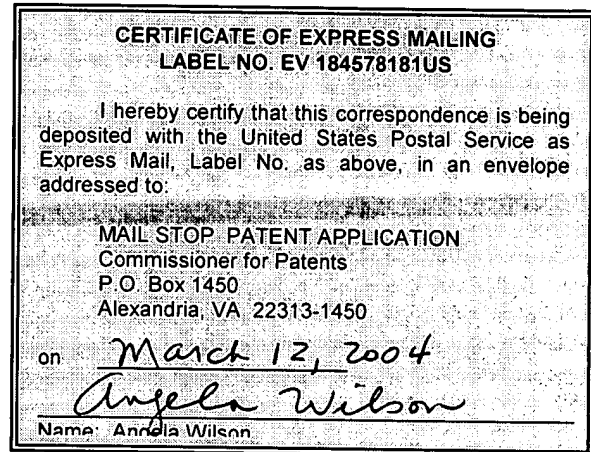 CERTIFICATE OF EXPRESS MAILING
LABEL NO. EV 184578181US
I hereby certify that this correspondence is being
deposited with the United States Postal Service as
Express Mail, Label No. as above, in an envelope
addressed to:
MAIL STOP PATENT APPLICATION
Commissioner for Patents
P.O. Box 1450
Alexandria, VA 22313-1450
on March 12, 2004
Angela Wilson
Name: Angela Wilson